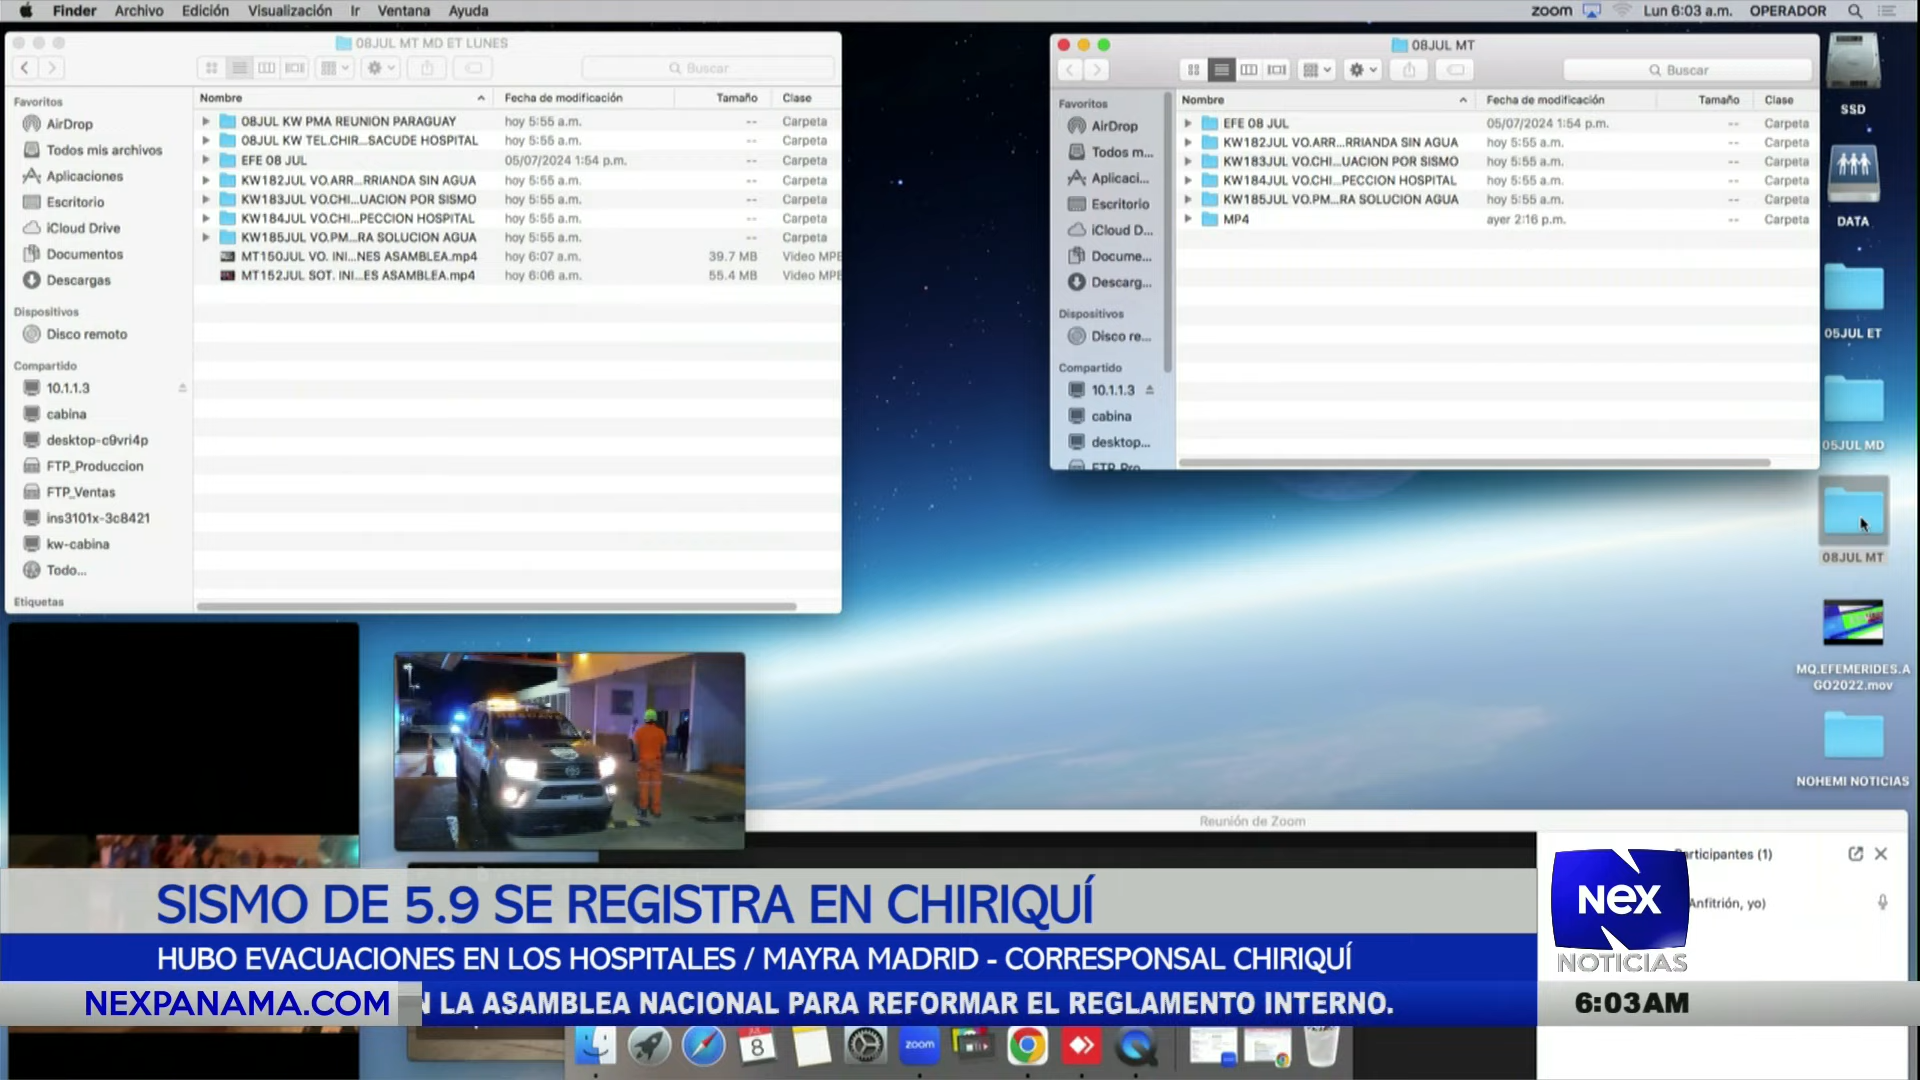 Finder Archivo Edición Visualización Ir Ventana Ayuda
zoom Lun 6:03 a.m. OPERADOR
08JUL MT MD ET LUNES
Buscar
Favoritos
AirDrop
Todos mis archivos
Aplicaciones
Escritorio
iCloud Drive
Documentos
Descargas
Dispositivos
Disco remoto
Compartido
10.1.1.3
cabina
desktop-c9vri4p
FTP_Produccion
FTP_Ventas
ins3101x-3c8421
kw-cabina
Todo...
Etiquetas
Nombre Fecha de modificación Tamaño Clase
08JUL KW PMA REUNION PARAGUAY hoy 5:55 a.m. -- Carpeta
08JUL KW TEL.CHIR...SACUDE HOSPITAL hoy 5:55 a.m. -- Carpeta
EFE 08 JUL 05/07/2024 1:54 p.m. -- Carpeta
KW182JUL VO.ARR...RRIANDA SIN AGUA hoy 5:55 a.m. -- Carpeta
KW183JUL VO.CHI...UACION POR SISMO hoy 5:55 a.m. -- Carpeta
KW184JUL VO.CHI...PECCION HOSPITAL hoy 5:55 a.m. -- Carpeta
KW185JUL VO.PM...RA SOLUCION AGUA hoy 5:55 a.m. -- Carpeta
MT150JUL VO. INI...NES ASAMBLEA.mp4 hoy 6:07 a.m. 39.7 MB Video MPE
MT152JUL SOT. INI...ES ASAMBLEA.mp4 hoy 6:06 a.m. 55.4 MB Video MPE
08JUL MT
Buscar
Favoritos
AirDrop
Todos m...
Aplicaci...
Escritorio
iCloud D...
Docume...
Descarg...
Dispositivos
Disco re...
Compartido
10.1.1.3
cabina
desktop...
FTP_Pro...
Nombre Fecha de modificación Tamaño Clase
EFE 08 JUL 05/07/2024 1:54 p.m. -- Carpeta
KW182JUL VO.ARR...RRIANDA SIN AGUA hoy 5:55 a.m. -- Carpeta
KW183JUL VO.CHI...UACION POR SISMO hoy 5:55 a.m. -- Carpeta
KW184JUL VO.CHI...PECCION HOSPITAL hoy 5:55 a.m. -- Carpeta
KW185JUL VO.PM...RA SOLUCION AGUA hoy 5:55 a.m. -- Carpeta
MP4 ayer 2:16 p.m. -- Carpeta
SSD
DATA
05JUL ET
05JUL MD
08JUL MT
MQ.EFEMERIDES.A
GO2022.mov
NOHEMI NOTICIAS
Reunión de Zoom
articipantes (1)
Anfitrión, yo)
SISMO DE 5.9 SE REGISTRA EN CHIRIQUÍ
HUBO EVACUACIONES EN LOS HOSPITALES / MAYRA MADRID - CORRESPONSAL CHIRIQUÍ
NEXPANAMA.COM
N LA ASAMBLEA NACIONAL PARA REFORMAR EL REGLAMENTO INTERNO.
NEX
NOTICIAS
6:03AM
JUL
8
zoom